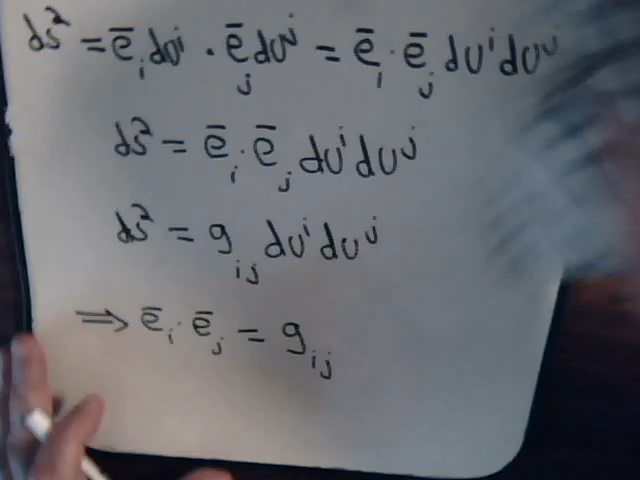 ds² = ē_i du^i · ē_j du^j = ē_i · ē_j du^i du^j
ds² = ē_i · ē_j du^i du^j
ds² = g_ij du^i du^j
⇒ ē_i · ē_j = g_ij